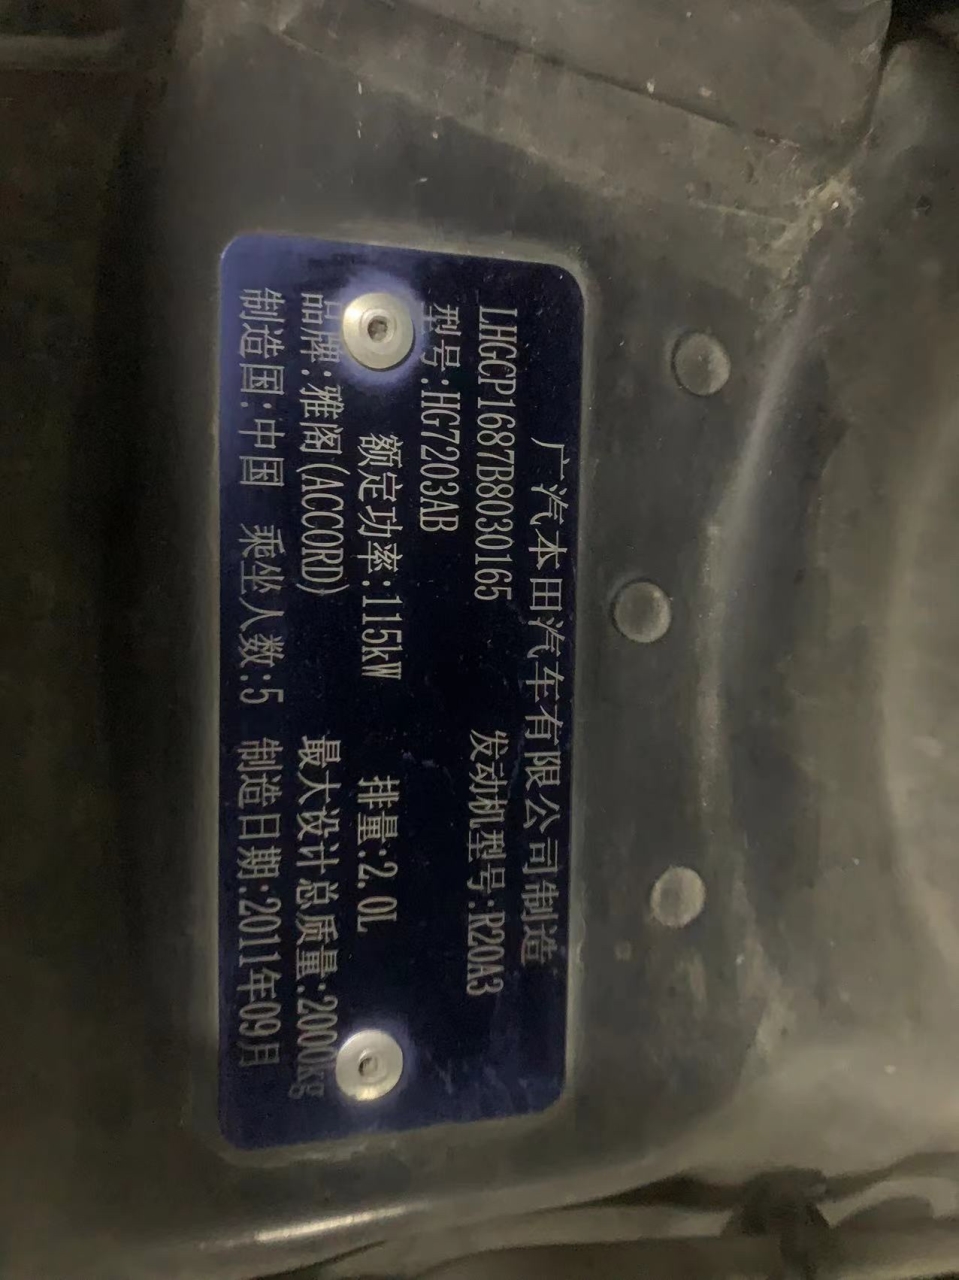 广汽本田汽车有限公司制造
LHGCP1687B8030165 发动机型号:R20A3
型号:HG7203AB
额定功率:115kW 排量:2.0L
品牌:雅阁(ACCORD) 最大设计总质量:2000kg
制造国:中国 乘坐人数:5 制造日期:2011年09月